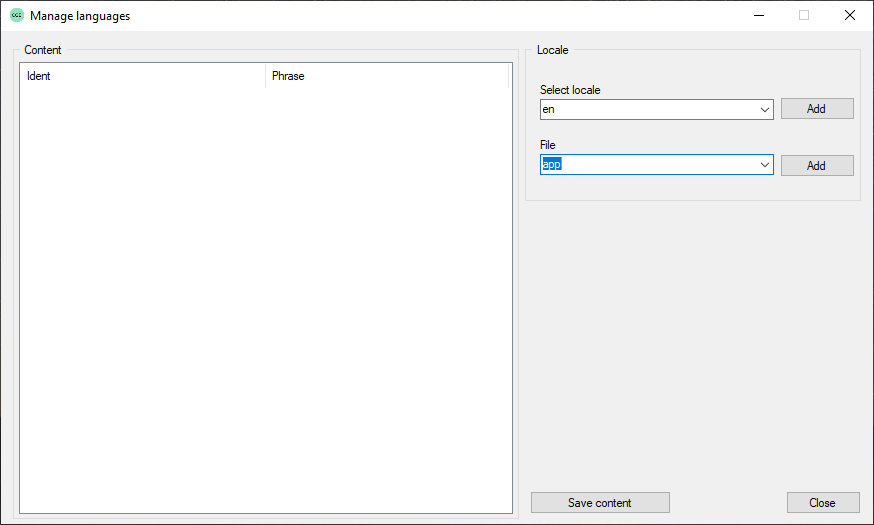 Manage languages
Content
Ident
Phrase
Locale
Select locale
en
Add
File
app
Add
Save content
Close